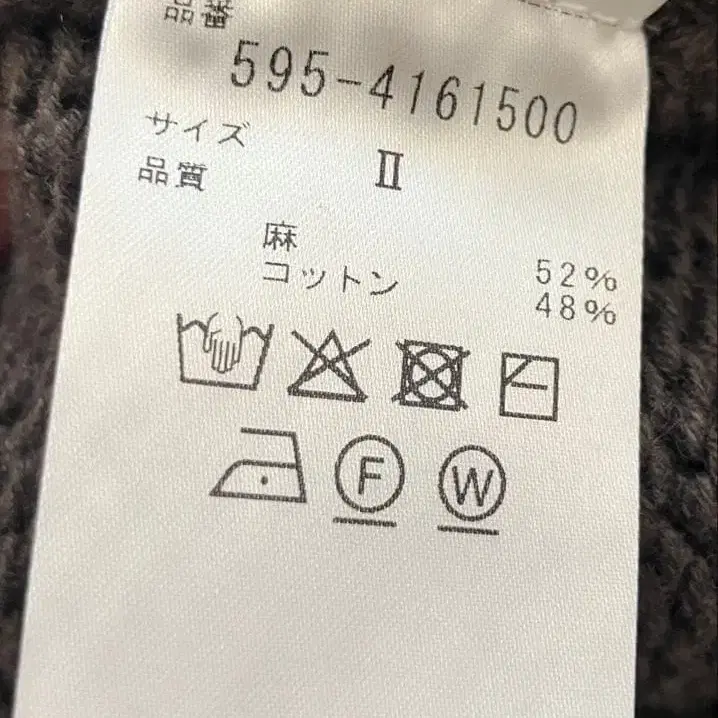 品番
595-4161500
サイズ II
品質
麻 52%
コットン 48%
F W